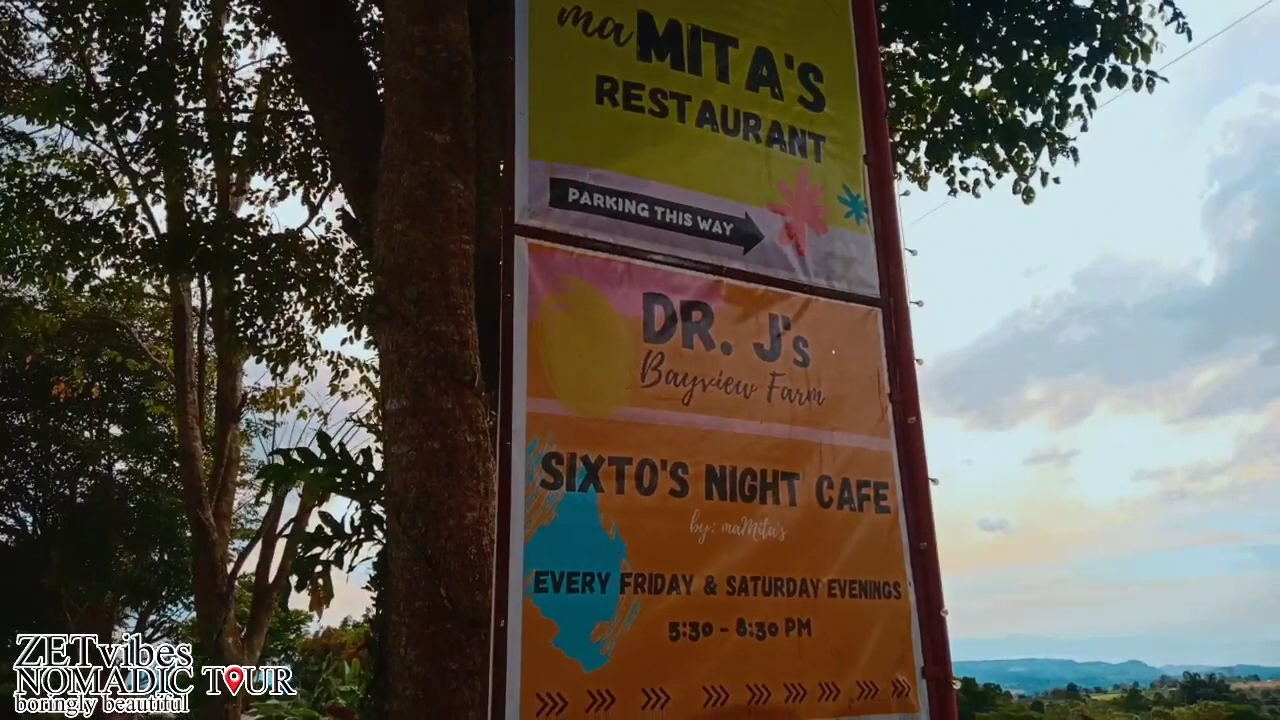 maMITA'S
RESTAURANT
PARKING THIS WAY
DR. J's
Bayview Farm
SIXTO'S NIGHT CAFE
by: maMita's
EVERY FRIDAY & SATURDAY EVENINGS
5:30 - 8:30 PM
ZETvibes
NOMADIC TOUR
boringly beautiful